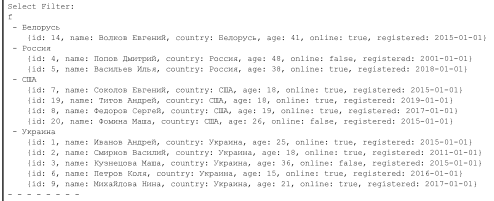 Select Filter:
f
- Белорусь
{id: 14, name: Волков Евгений, country: Белорусь, age: 41, online: true, registered: 2015-01-01}
- Россия
{id: 4, name: Попов Дмитрий, country: Россия, age: 48, online: false, registered: 2001-01-01}
{id: 5, name: Васильев Илья, country: Россия, age: 38, online: true, registered: 2018-01-01}
- США
{id: 7, name: Соколов Евгений, country: США, age: 18, online: true, registered: 2015-01-01}
{id: 19, name: Титов Андрей, country: США, age: 18, online: true, registered: 2019-01-01}
{id: 8, name: Федоров Сергей, country: США, age: 19, online: true, registered: 2017-01-01}
{id: 20, name: Фомина Маша, country: США, age: 26, online: false, registered: 2015-01-01}
- Украина
{id: 1, name: Иванов Андрей, country: Украина, age: 25, online: true, registered: 2015-01-01}
{id: 2, name: Смирнов Василий, country: Украина, age: 18, online: true, registered: 2011-01-01}
{id: 3, name: Кузнецова Маша, country: Украина, age: 36, online: false, registered: 2015-01-01}
{id: 6, name: Петров Коля, country: Украина, age: 15, online: true, registered: 2016-01-01}
{id: 9, name: Михайлова Нина, country: Украина, age: 21, online: true, registered: 2017-01-01}
- - - - - - - -